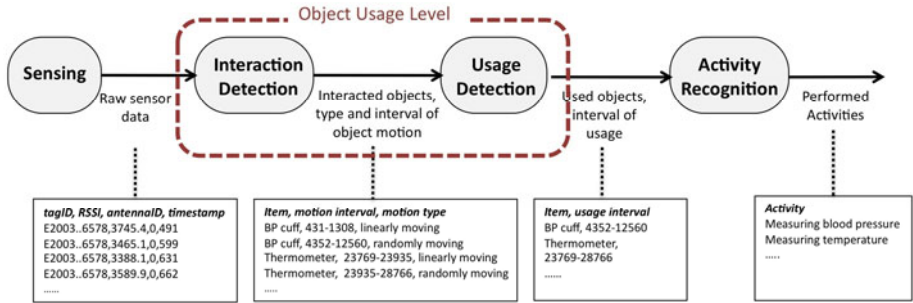 Object Usage Level
Sensing
Interaction
Detection
Usage
Detection
Activity
Recognition
Raw sensor
data
Interacted objects,
type and interval of
object motion
Used objects,
interval of
usage
Performed
Activities
tagID, RSSI, antennaID, timestamp
E2003..6578,3745.4,0,491
E2003..6578,3465.1,0,599
E2003..6578,3388.1,0,631
E2003..6578,3589.9,0,662
......
Item, motion interval, motion type
BP cuff, 431-1308, linearly moving
BP cuff, 4352-12560, randomly moving
Thermometer, 23769-23935, linearly moving
Thermometer, 23935-28766, randomly moving
.....
Item, usage interval
BP cuff, 4352-12560
Thermometer,
23769-28766
......
Activity
Measuring blood pressure
Measuring temperature
.....